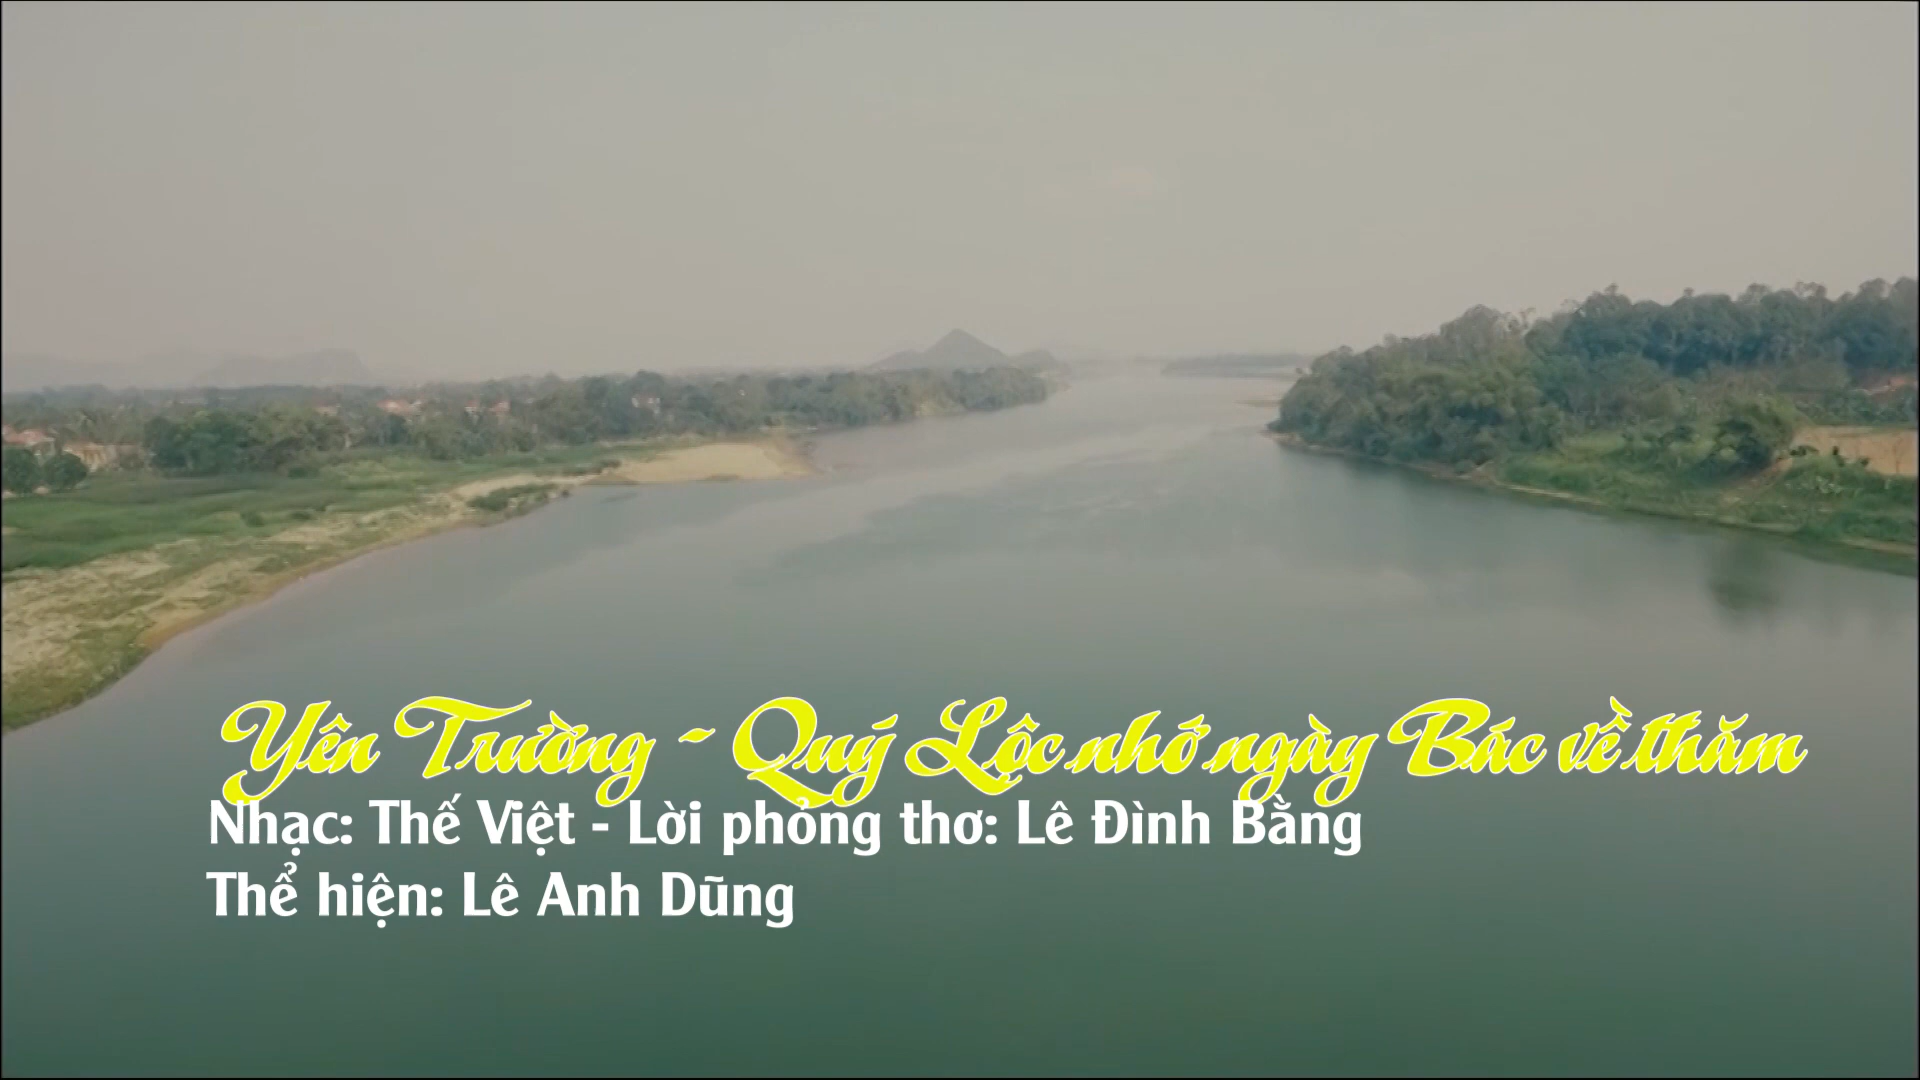 Yên Trường - Quý Lộc nhớ ngày Bác về thăm
Nhạc: Thế Việt - Lời phỏng thơ: Lê Đình Bằng
Thể hiện: Lê Anh Dũng